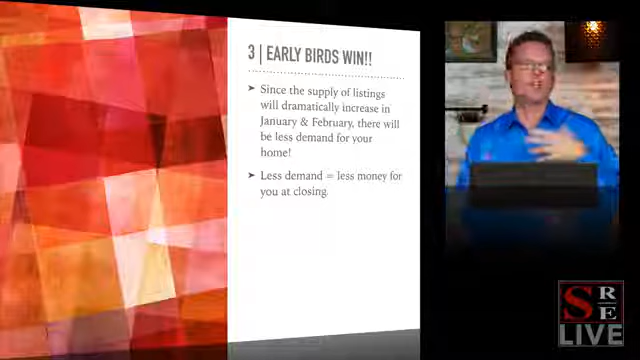 3 | EARLY BIRDS WIN!!
➤ Since the supply of listings
will dramatically increase in
January & February, there will
be less demand for your
home!
➤ Less demand = less money for
you at closing.
S R
E
LIVE